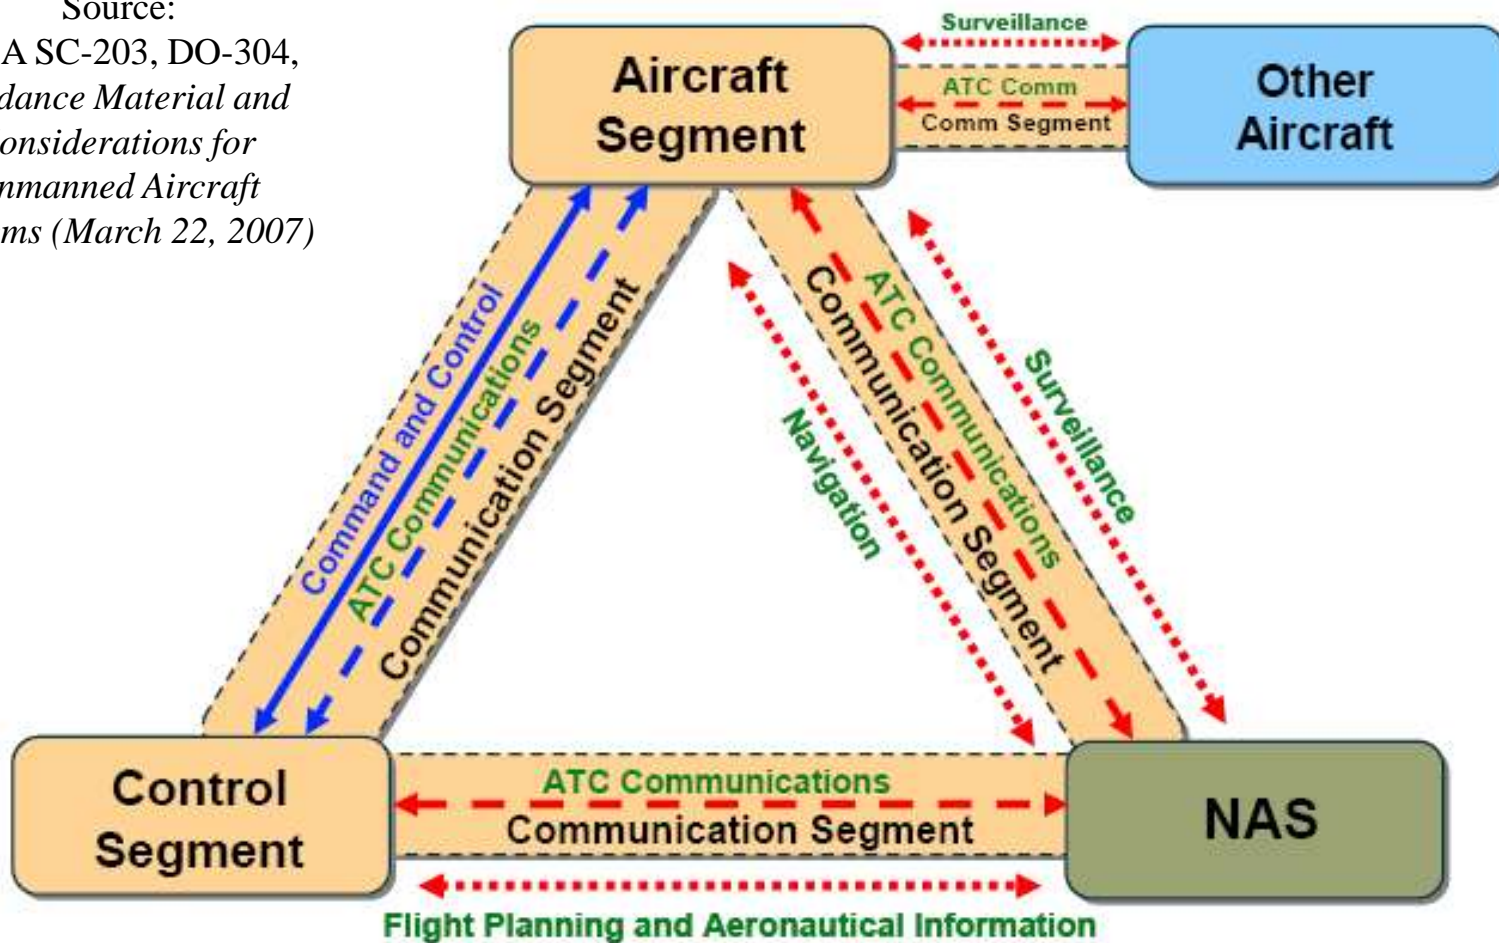 Source:
A SC-203, DO-304,
dance Material and
onsiderations for
nmanned Aircraft
ms (March 22, 2007)
Surveillance
Aircraft
Segment
ATC Comm
Comm Segment
Other
Aircraft
Command and Control
ATC Communications
Communication Segment
Navigation
Communication Segment
ATC Communications
Surveillance
Control
Segment
ATC Communications
Communication Segment
NAS
Flight Planning and Aeronautical Information